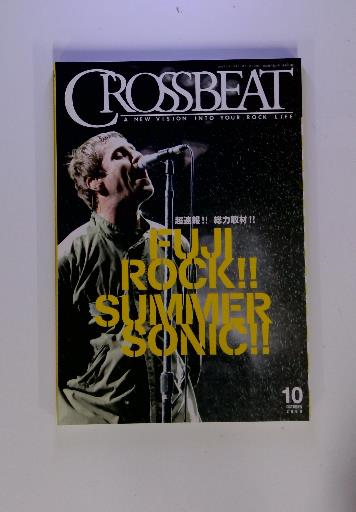 CROSSBEAT
A NEW VISION INTO YOUR ROCK LIFE
超速報!! 総力取材!!
FUJI
ROCK!!
SUMMER
SONIC!!
10
OCTOBER